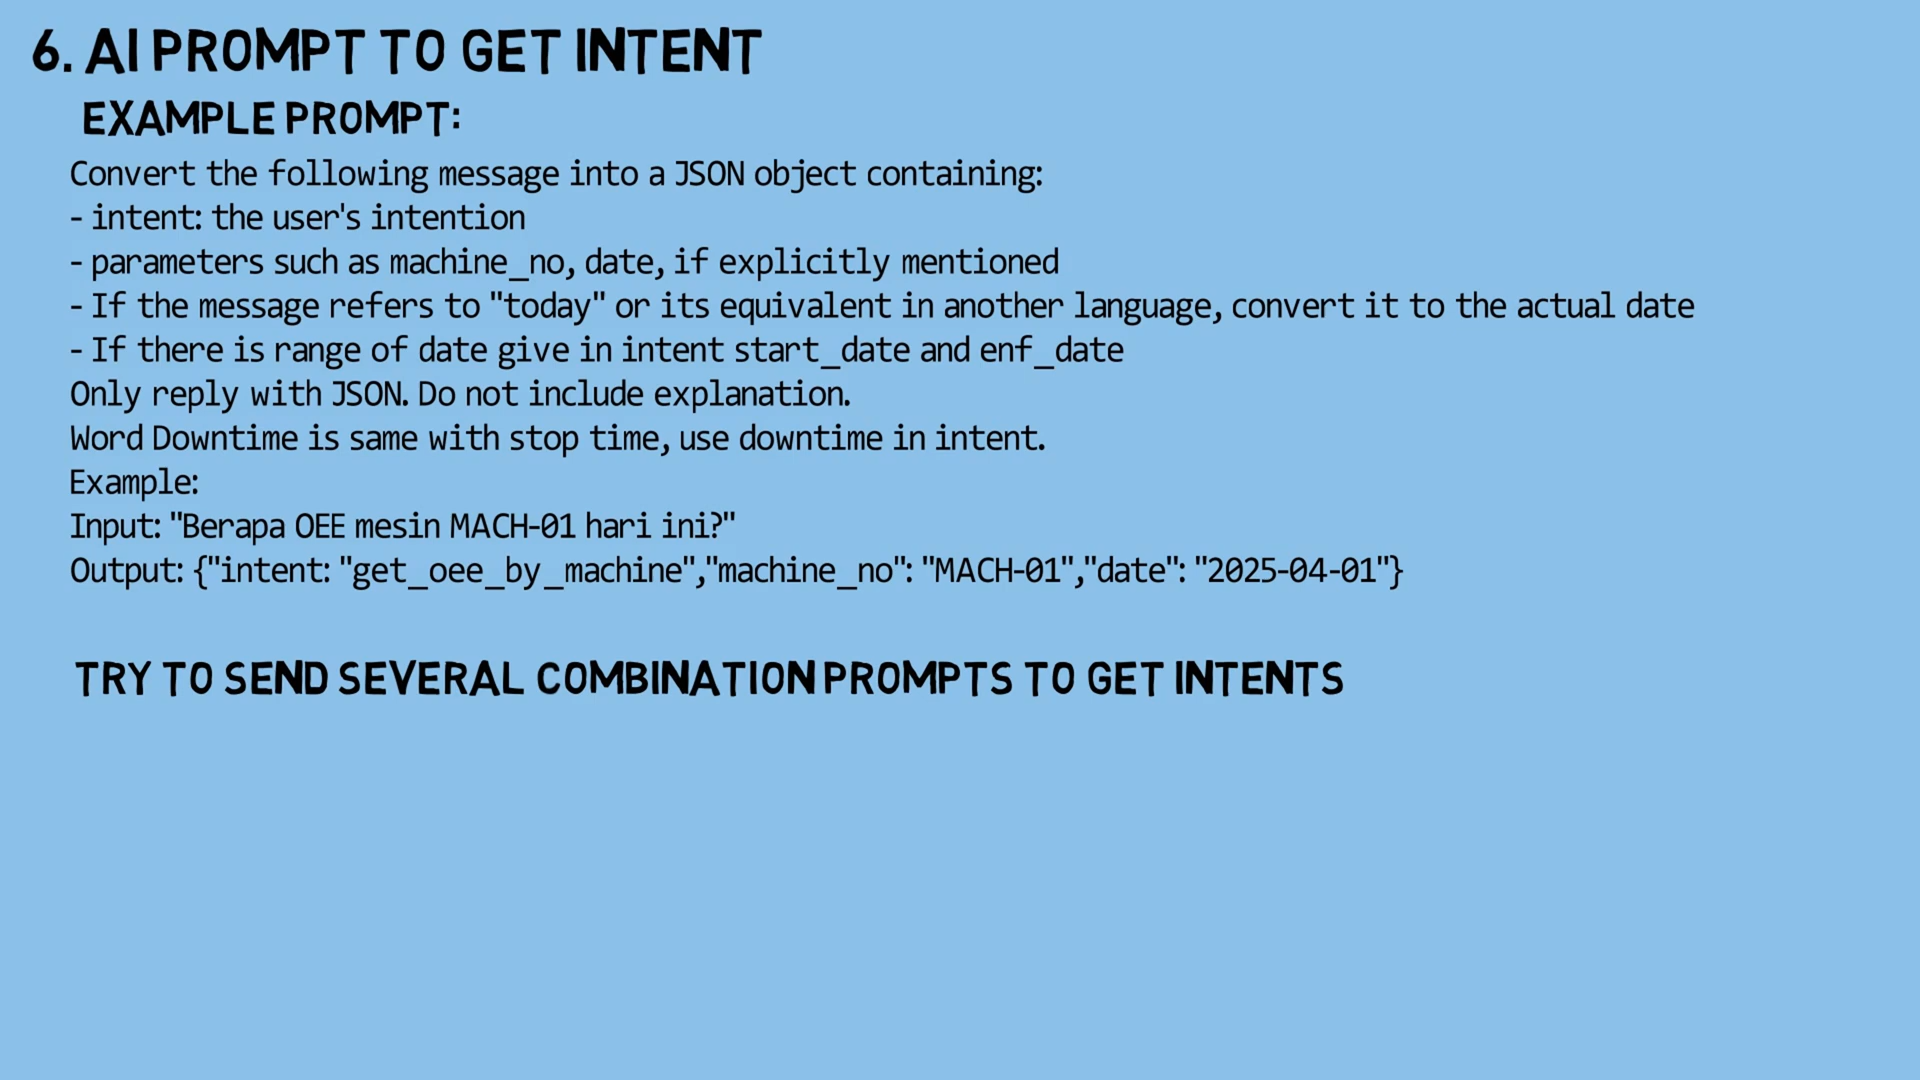 6. AI PROMPT TO GET INTENT
EXAMPLE PROMPT:
Convert the following message into a JSON object containing:
- intent: the user's intention
- parameters such as machine_no, date, if explicitly mentioned
- If the message refers to "today" or its equivalent in another language, convert it to the actual date
- If there is range of date give in intent start_date and enf_date
Only reply with JSON. Do not include explanation.
Word Downtime is same with stop time, use downtime in intent.
Example:
Input: "Berapa OEE mesin MACH-01 hari ini?"
Output: {"intent: "get_oee_by_machine","machine_no": "MACH-01","date": "2025-04-01"}
TRY TO SEND SEVERAL COMBINATION PROMPTS TO GET INTENTS